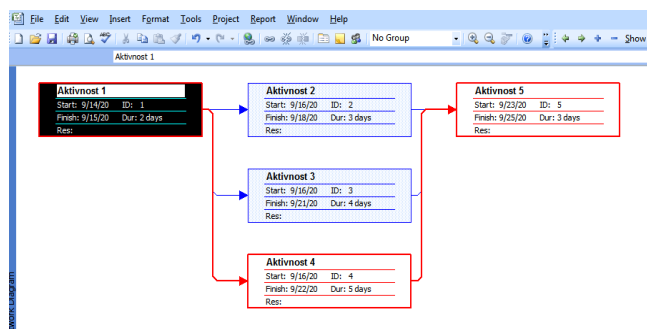 File Edit View Insert Format Tools Project Report Window Help
No Group Show
Aktivnost 1
Aktivnost 1
Start: 9/14/20 ID: 1
Finish: 9/15/20 Dur: 2 days
Res:
Aktivnost 2
Start: 9/16/20 ID: 2
Finish: 9/18/20 Dur: 3 days
Res:
Aktivnost 5
Start: 9/23/20 ID: 5
Finish: 9/25/20 Dur: 3 days
Res:
Aktivnost 3
Start: 9/16/20 ID: 3
Finish: 9/21/20 Dur: 4 days
Res:
Aktivnost 4
Start: 9/16/20 ID: 4
Finish: 9/22/20 Dur: 5 days
Res:
work Diagram